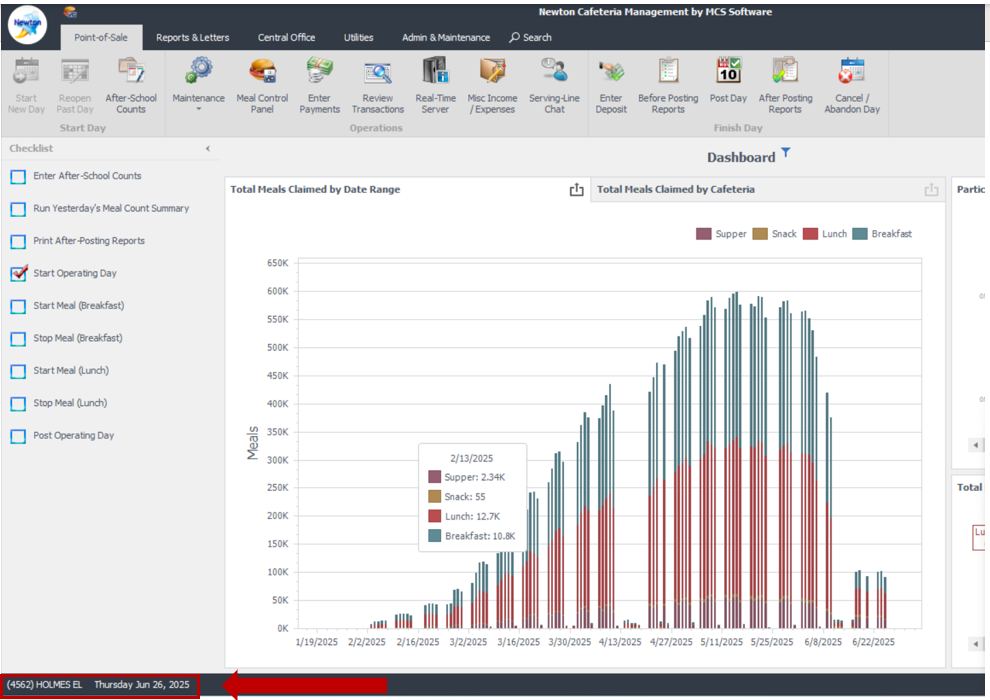 Newton Cafeteria Management by MCS Software
Newton
Point-of-Sale Reports & Letters Central Office Utilities Admin & Maintenance Search
Start New Day
Reopen Past Day
After-School Counts
Maintenance
Meal Control Panel
Enter Payments
Review Transactions
Real-Time Server
Misc Income / Expenses
Serving-Line Chat
Enter Deposit
Before Posting Reports
10
Post Day
After Posting Reports
Cancel / Abandon Day
Start Day Operations Finish Day
Checklist
Enter After-School Counts
Run Yesterday's Meal Count Summary
Print After-Posting Reports
Start Operating Day
Start Meal (Breakfast)
Stop Meal (Breakfast)
Start Meal (Lunch)
Stop Meal (Lunch)
Post Operating Day
Dashboard
Total Meals Claimed by Date Range
Total Meals Claimed by Cafeteria
Partic
Supper Snack Lunch Breakfast
650K
600K
550K
500K
450K
400K
350K
300K
250K
200K
150K
100K
50K
0K
Meals
2/13/2025
Supper: 2.34K
Snack: 55
Lunch: 12.7K
Breakfast: 10.8K
1/19/2025 2/2/2025 2/16/2025 3/2/2025 3/16/2025 3/30/2025 4/13/2025 4/27/2025 5/11/2025 5/25/2025 6/8/2025 6/22/2025
Total
Lu
(4562) HOLMES EL Thursday Jun 26, 2025